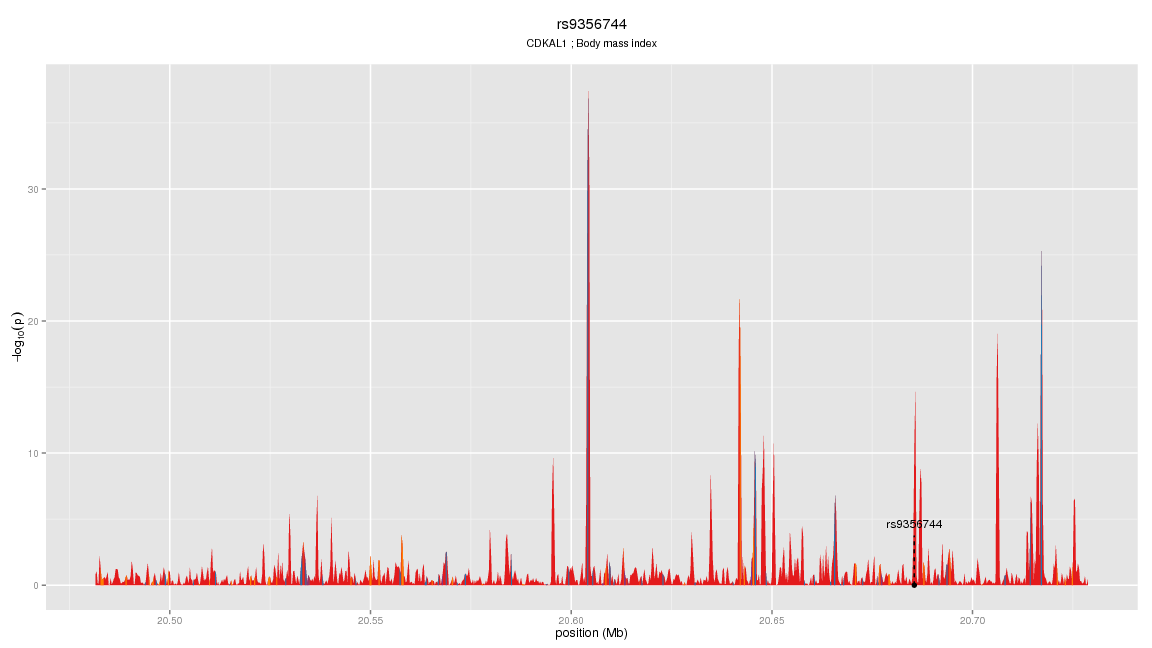 rs9356744
CDKAL1 ; Body mass index
30
20
10
0
−log10(p)
rs9356744
20.50 20.55 20.60 20.65 20.70
position (Mb)